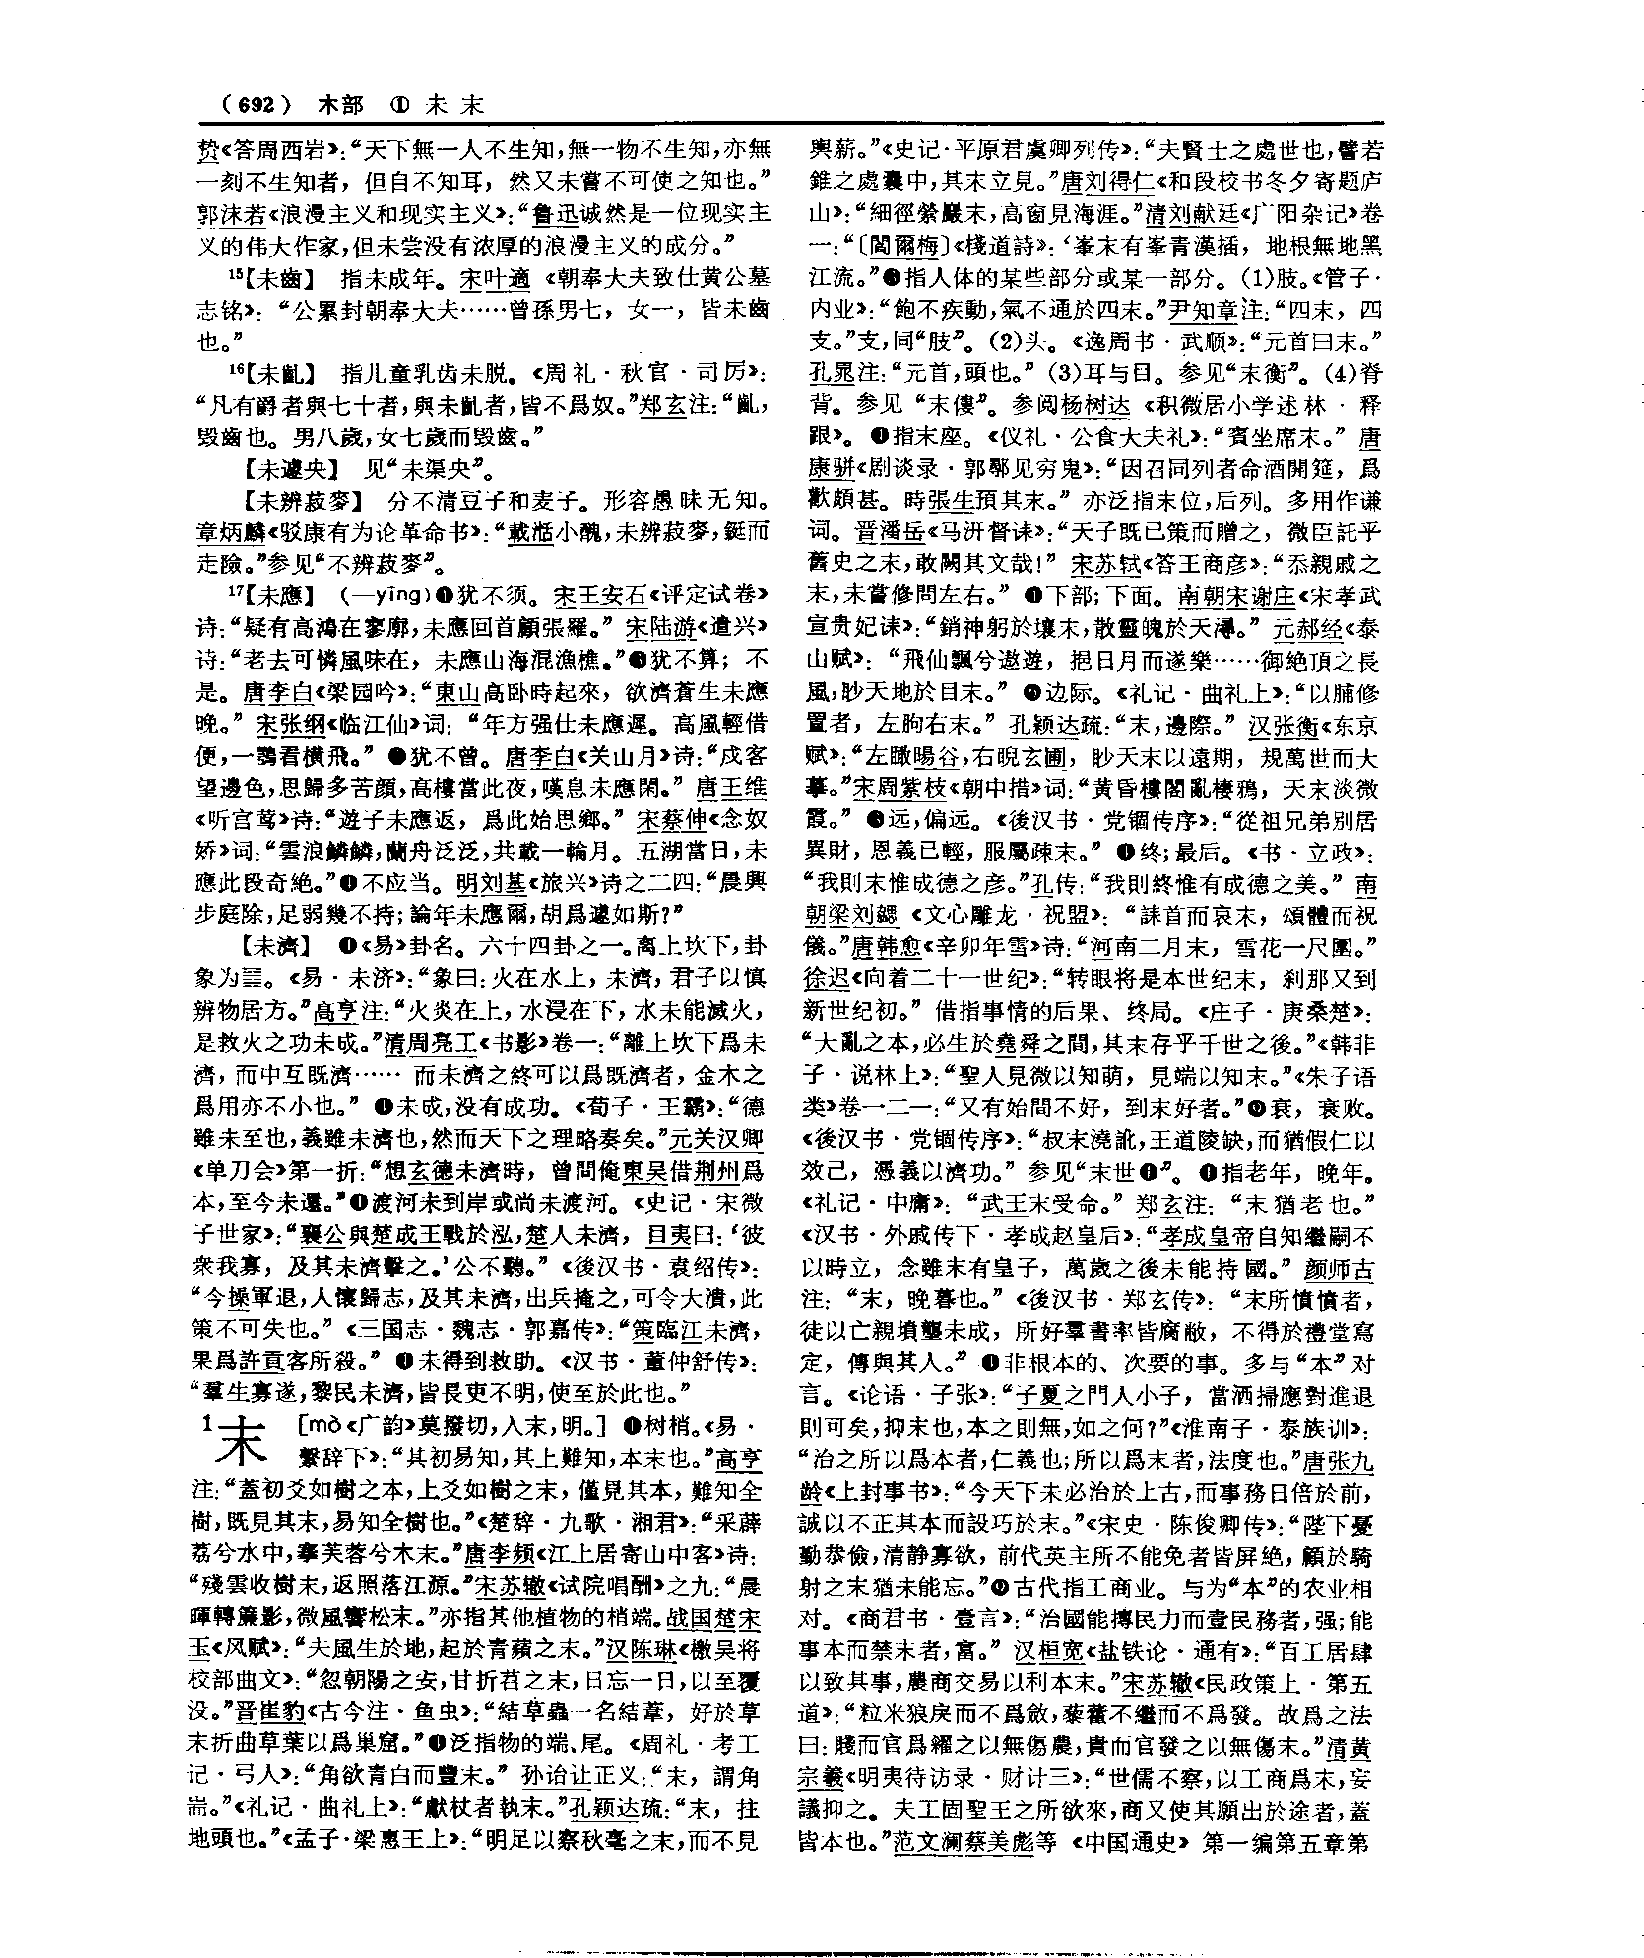 （692） 木部 ① 未 末
贽《答周西岩》：“天下無一人不生知，無一物不生知，亦無
一刻不生知者，但自不知耳，然又未嘗不可使之知也。”
郭沫若《浪漫主义和现实主义》：“鲁迅诚然是一位现实主
义的伟大作家，但未尝没有浓厚的浪漫主义的成分。”
15【未齒】 指未成年。宋叶適《朝奉大夫致仕黄公墓
志铭》：“公累封朝奉大夫……曾孫男七，女一，皆未齒
也。”
16【未齓】 指儿童乳齿未脱。《周礼·秋官·司厉》：
“凡有爵者與七十者，與未齓者，皆不爲奴。”郑玄注：“齓，
毁齒也。男八歲，女七歲而毁齒。”
【未遽央】 见“未渠央”。
【未辨菽麥】 分不清豆子和麦子。形容愚昧无知。
章炳麟《驳康有为论革命书》：“載湉小醜，未辨菽麥，鋌而
走險。”参见“不辨菽麥”。
17【未應】 （—yīng）❶犹不须。宋王安石《评定试卷》
诗：“疑有高鴻在寥廓，未應回首顧張羅。”宋陆游《遣兴》
诗：“老去可憐風味在，未應山海混漁樵。”❷犹不算；不
是。唐李白《梁园吟》：“東山高卧時起來，欲濟蒼生未應
晚。”宋张纲《临江仙》词：“年方强仕未應遲。高風輕借
便，一鶚看横飛。”❸犹不曾。唐李白《关山月》诗：“戍客
望邊色，思歸多苦顔，高樓當此夜，嘆息未應閑。”唐王维
《听宫莺》诗：“遊子未應返，爲此始思鄉。”宋蔡伸《念奴
娇》词：“雲浪鱗鱗，蘭舟泛泛，共載一輪月。五湖當日，未
應此段奇絶。”❹不应当。明刘基《旅兴》诗之二四：“晨興
步庭除，足弱幾不持；論年未應爾，胡爲遽如斯？”
【未濟】 ❶《易》卦名。六十四卦之一。离上坎下，卦
象为䷿。《易·未济》：“象曰：火在水上，未濟，君子以慎
辨物居方。”高亨注：“火炎在上，水浸在下，水未能滅火，
是救火之功未成。”清周亮工《书影》卷一：“離上坎下爲未
濟，而中互既濟…… 而未濟之終可以爲既濟者，金木之
爲用亦不小也。”❷未成，没有成功。《荀子·王霸》：“德
雖未至也，義雖未濟也，然而天下之理略奏矣。”元关汉卿
《单刀会》第一折：“想玄德未濟時，曾問俺東吴借荆州爲
本，至今未還。”❸渡河未到岸或尚未渡河。《史记·宋微
子世家》：“襄公與楚成王戰於泓，楚人未濟，目夷曰：‘彼
衆我寡，及其未濟擊之。’公不聽。”《後汉书·袁绍传》：
“今操軍退，人懷歸志，及其未濟，出兵掩之，可令大潰，此
策不可失也。”《三国志·魏志·郭嘉传》：“策臨江未濟，
果爲許貢客所殺。”❹未得到救助。《汉书·董仲舒传》：
“羣生寡遂，黎民未濟，皆長吏不明，使至於此也。”
1末 ［mò《广韵》莫撥切，入末，明。］❶树梢。《易·
繫辞下》：“其初易知，其上難知，本末也。”高亨
注：“蓋初爻如樹之本，上爻如樹之末，僅見其本，難知全
樹，既見其末，易知全樹也。”《楚辞·九歌·湘君》：“采薜
荔兮水中，搴芙蓉兮木末。”唐李频《江上居寄山中客》诗：
“殘雲收樹末，返照落江源。”宋苏辙《试院唱酬》之九：“晨
暉轉簾影，微風響松末。”亦指其他植物的梢端。战国楚宋
玉《风赋》：“夫風生於地，起於青蘋之末。”汉陈琳《檄吴将
校部曲文》：“忽朝陽之安，甘折苕之末，日忘一日，以至覆
没。”晋崔豹《古今注·鱼虫》：“結草蟲一名結葦，好於草
末折曲草葉以爲巢窟。”❷泛指物的端、尾。《周礼·考工
记·弓人》：“角欲青白而豐末。”孙诒让正义：“末，謂角
耑。”《礼记·曲礼上》：“獻杖者執末。”孔颖达疏：“末，拄
地頭也。”《孟子·梁惠王上》：“明足以察秋毫之末，而不見
輿薪。”《史记·平原君虞卿列传》：“夫賢士之處世也，譬若
錐之處囊中，其末立見。”唐刘得仁《和段校书冬夕寄题庐
山》：“細徑縈巖末，高窗見海涯。”清刘献廷《广阳杂记》卷
一：“〔閻爾梅〕《棧道詩》：‘峯末有峯青漢插，地根無地黑
江流。”❸指人体的某些部分或某一部分。（1）肢。《管子·
内业》：“飽不疾動，氣不通於四末。”尹知章注：“四末，四
支。”支，同“肢”。（2）头。《逸周书·武顺》：“元首曰末。”
孔晁注：“元首，頭也。”（3）耳与目。参见“末衡”。（4）脊
背。参见“末僂”。参阅杨树达《积微居小学述林·释
跟》。❹指末座。《仪礼·公食大夫礼》：“賓坐席末。”唐
康骈《剧谈录·郭鄩见穷鬼》：“因召同列者命酒開筵，爲
歡頗甚。時張生預其末。”亦泛指末位，后列。多用作谦
词。晋潘岳《马汧督诔》：“天子既已策而贈之，微臣託乎
舊史之末，敢闕其文哉！”宋苏轼《答王商彦》：“忝親戚之
末，未嘗修問左右。”❺下部；下面。南朝宋谢庄《宋孝武
宣贵妃诔》：“銷神躬於壤末，散靈魄於天潯。”元郝经《泰
山赋》：“飛仙飄兮遨遊，挹日月而遂樂……御絶頂之長
風，眇天地於目末。”❻边际。《礼记·曲礼上》：“以脯修
置者，左朐右末。”孔颖达疏：“末，邊際。”汉张衡《东京
赋》：“左瞰暘谷，右睨玄圃，眇天末以遠期，規萬世而大
摹。”宋周紫枝《朝中措》词：“黄昏樓閣亂棲鴉，天末淡微
霞。”❼远，偏远。《後汉书·党锢传序》：“從祖兄弟别居
異財，恩義已輕，服屬疎末。”❽终；最后。《书·立政》：
“我則末惟成德之彦。”孔传：“我則終惟有成德之美。”南
朝梁刘勰《文心雕龙·祝盟》：“誄首而哀末，頌體而祝
儀。”唐韩愈《辛卯年雪》诗：“河南二月末，雪花一尺圍。”
徐迟《向着二十一世纪》：“转眼将是本世纪末，刹那又到
新世纪初。”借指事情的后果、终局。《庄子·庚桑楚》：
“大亂之本，必生於堯舜之間，其末存乎千世之後。”《韩非
子·说林上》：“聖人見微以知萌，見端以知末。”《朱子语
类》卷一二一：“又有始間不好，到末好者。”❾衰，衰败。
《後汉书·党锢传序》：“叔末澆訛，王道陵缺，而猶假仁以
效己，憑義以濟功。”参见“末世❶”。❿指老年，晚年。
《礼记·中庸》：“武王末受命。”郑玄注：“末猶老也。”
《汉书·外戚传下·孝成赵皇后》：“孝成皇帝自知繼嗣不
以時立，念雖末有皇子，萬歲之後未能持國。”颜师古
注：“末，晚暮也。”《後汉书·郑玄传》：“末所憤憤者，
徒以亡親墳壟未成，所好羣書率皆腐敝，不得於禮堂寫
定，傳與其人。”⓫非根本的、次要的事。多与“本”对
言。《论语·子张》：“子夏之門人小子，當洒掃應對進退
則可矣，抑末也，本之則無，如之何？”《淮南子·泰族训》：
“治之所以爲本者，仁義也；所以爲末者，法度也。”唐张九
龄《上封事书》：“今天下未必治於上古，而事務日倍於前，
誠以不正其本而設巧於末。”《宋史·陈俊卿传》：“陛下憂
勤恭儉，清静寡欲，前代英主所不能免者皆屏絶，顧於騎
射之末猶未能忘。”⓬古代指工商业。与为“本”的农业相
对。《商君书·壹言》：“治國能摶民力而壹民務者，强；能
事本而禁末者，富。”汉桓宽《盐铁论·通有》：“百工居肆
以致其事，農商交易以利本末。”宋苏辙《民政策上·第五
道》：“粒米狼戾而不爲斂，藜藿不繼而不爲發。故爲之法
曰：賤而官爲糴之以無傷農，貴而官發之以無傷末。”清黄
宗羲《明夷待访录·财计三》：“世儒不察，以工商爲末，妄
議抑之。夫工固聖王之所欲來，商又使其願出於途者，蓋
皆本也。”范文澜蔡美彪等《中国通史》第一编第五章第